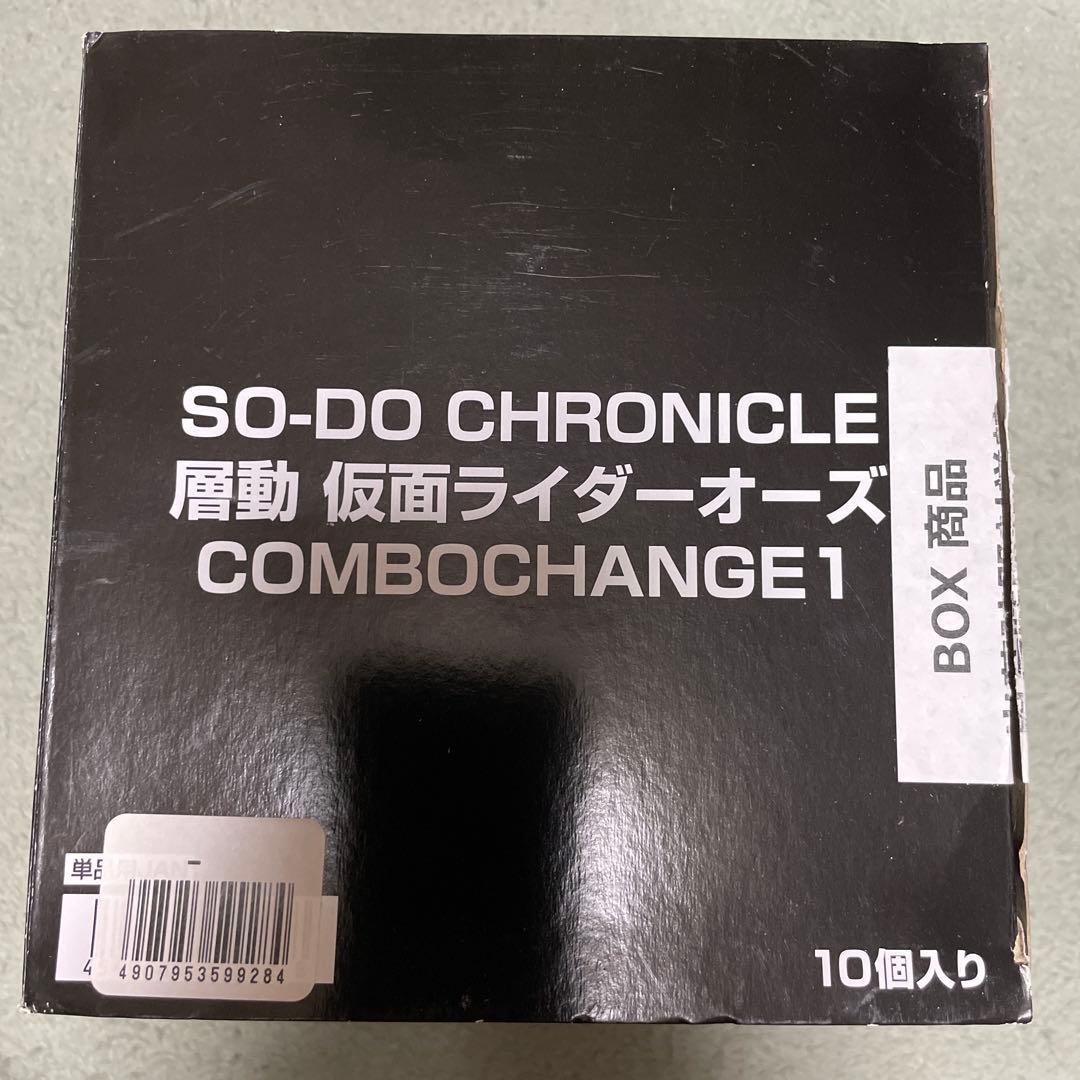 SO-DO CHRONICLE
層動 仮面ライダーオーズ
COMBOCHANGE1
BOX 商品
単品
4907953599284
10個入り